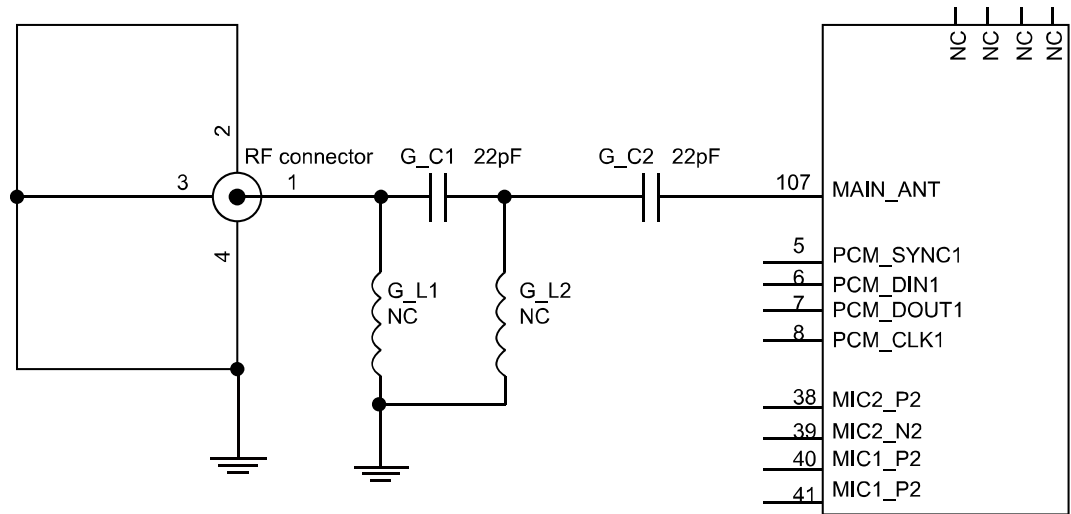 NC NC NC NC
2
RF connector G_C1 22pF G_C2 22pF
3 1 107 MAIN_ANT
4
5 PCM_SYNC1
6 PCM_DIN1
7 PCM_DOUT1
8 PCM_CLK1
G_L1 G_L2
NC NC
38 MIC2_P2
39 MIC2_N2
40 MIC1_P2
41 MIC1_P2